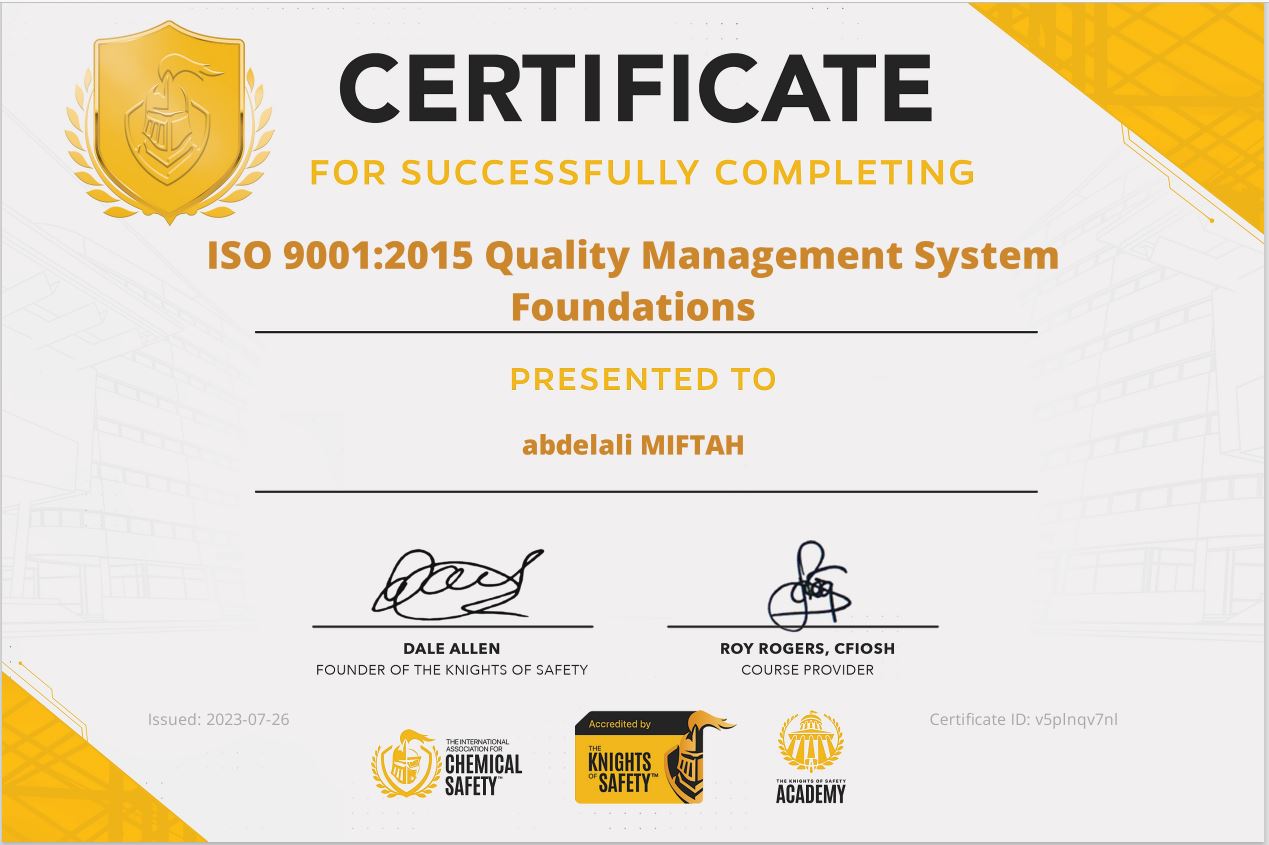 CERTIFICATE
FOR SUCCESSFULLY COMPLETING
ISO 9001:2015 Quality Management System
Foundations
PRESENTED TO
abdelali MIFTAH
DALE ALLEN
FOUNDER OF THE KNIGHTS OF SAFETY
ROY ROGERS, CFIOSH
COURSE PROVIDER
Issued: 2023-07-26
Certificate ID: v5plnqv7nl
THE INTERNATIONAL
ASSOCIATION FOR
CHEMICAL
SAFETY™
Accredited by
THE
KNIGHTS
OF SAFETY™
THE KNIGHTS OF SAFETY
ACADEMY